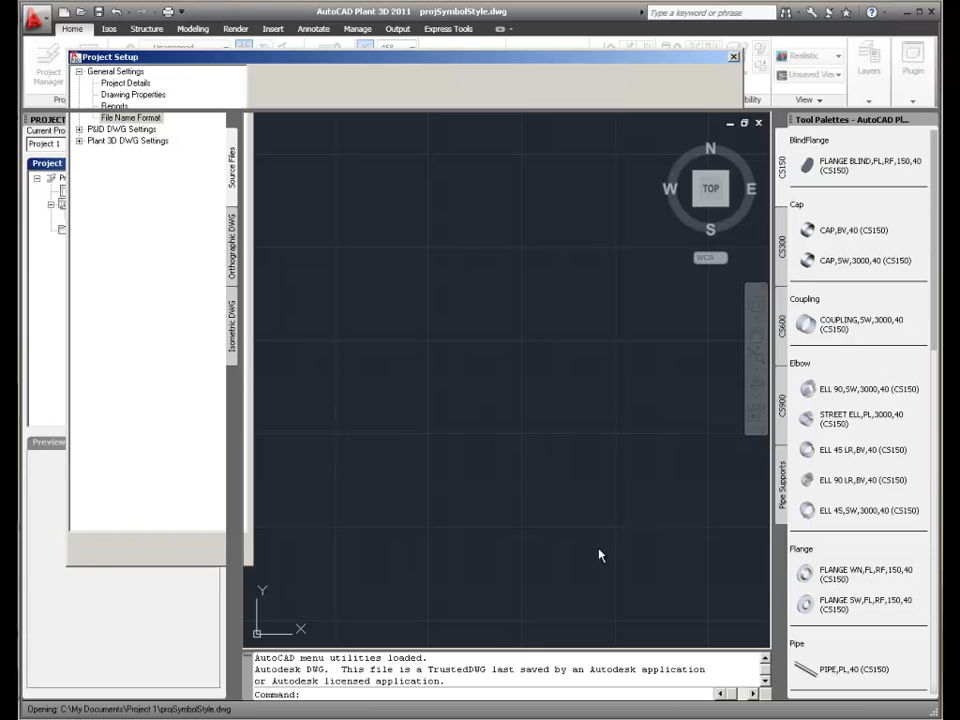 AutoCAD Plant 3D 2011 projSymbolStyle.dwg
Type a keyword or phrase
Home Isos Structure Modeling Render Insert Annotate Manage Output Express Tools
Project
Manager
Realistic
Unsaved View
Layers
Plugin
View
Project Setup
General Settings
Project Details
Drawing Properties
Reports
File Name Format
P&ID DWG Settings
Plant 3D DWG Settings
PROJECT
Current Pro
Project 1
Project
Source Files
Orthographic DWG
Isometric DWG
Preview
N
W TOP E
S
WCS
Y
X
AutoCAD menu utilities loaded.
Autodesk DWG. This file is a TrustedDWG last saved by an Autodesk application
or Autodesk licensed application.
Command:
Opening: C:\My Documents\Project 1\projSymbolStyle.dwg
Tool Palettes - AutoCAD Pl...
CS150
CS300
CS600
CS900
Pipe Supports
BlindFlange
FLANGE BLIND,FL,RF,150,40
(CS150)
Cap
CAP,BV,40 (CS150)
CAP,SW,3000,40 (CS150)
Coupling
COUPLING,SW,3000,40
(CS150)
Elbow
ELL 90,SW,3000,40 (CS150)
STREET ELL,PL,3000,40
(CS150)
ELL 45 LR,BV,40 (CS150)
ELL 90 LR,BV,40 (CS150)
ELL 45,SW,3000,40 (CS150)
Flange
FLANGE WN,FL,RF,150,40
(CS150)
FLANGE SW,FL,RF,150,40
(CS150)
Pipe
PIPE,PL,40 (CS150)